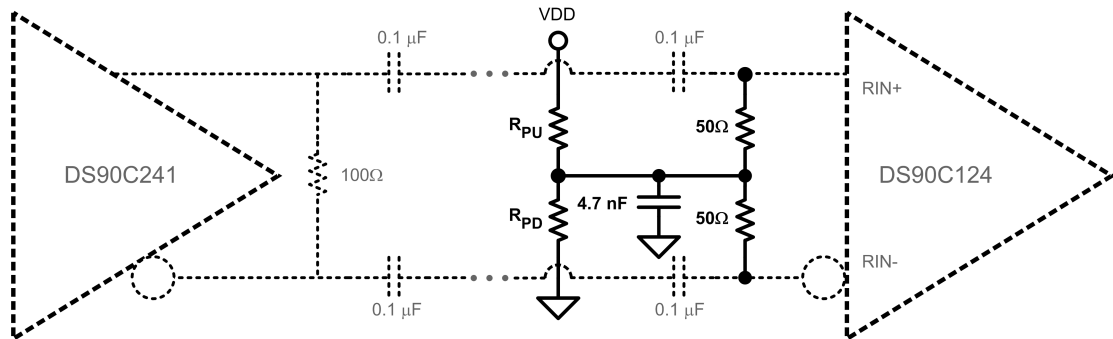 VDD
0.1 μF
0.1 μF
RIN+
RPU
50Ω
DS90C241
100Ω
DS90C124
4.7 nF
RPD
50Ω
RIN-
0.1 μF
0.1 μF